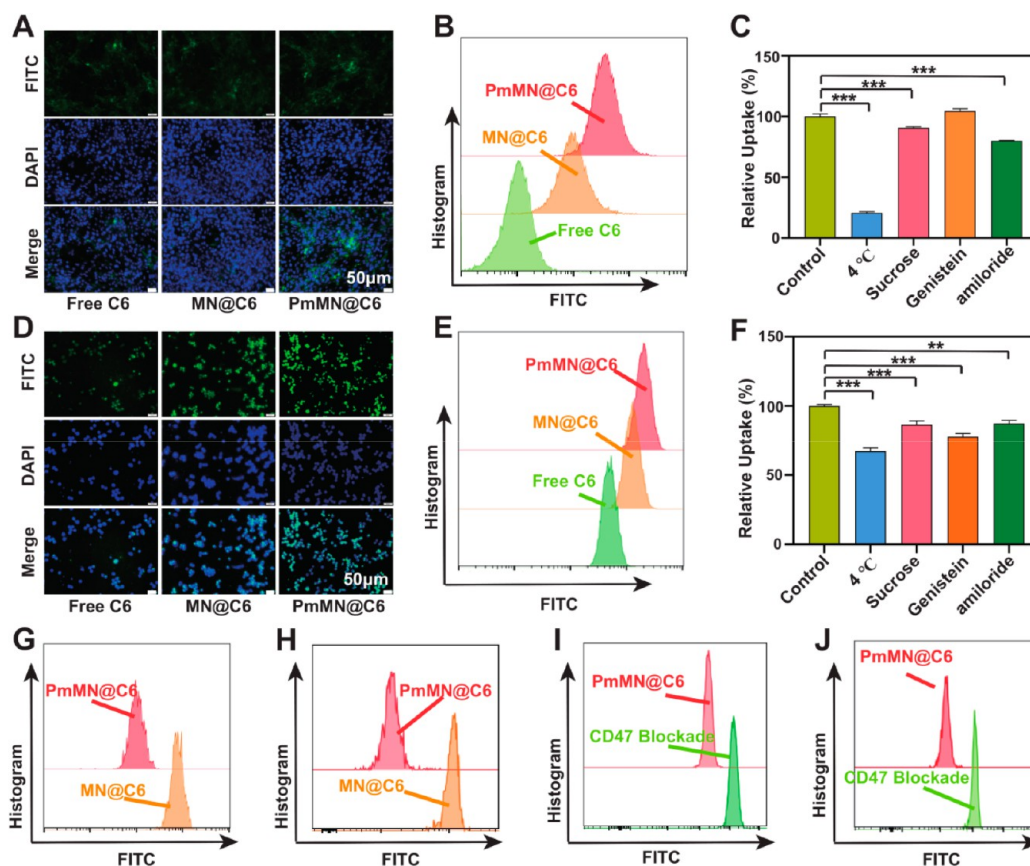 A
FITC
DAPI
Merge
50μm
Free C6
MN@C6
PmMN@C6
B
Histogram
PmMN@C6
MN@C6
Free C6
FITC
C
Relative Uptake (%)
150
100
50
0
***
***
***
Control
4 °C
Sucrose
Genistein
amiloride
D
FITC
DAPI
Merge
50μm
Free C6
MN@C6
PmMN@C6
E
Histogram
PmMN@C6
MN@C6
Free C6
FITC
F
Relative Uptake (%)
150
100
50
0
**
***
***
***
Control
4 °C
Sucrose
Genistein
amiloride
G
Histogram
PmMN@C6
MN@C6
FITC
H
Histogram
PmMN@C6
MN@C6
FITC
I
Histogram
PmMN@C6
CD47 Blockade
FITC
J
Histogram
PmMN@C6
CD47 Blockade
FITC